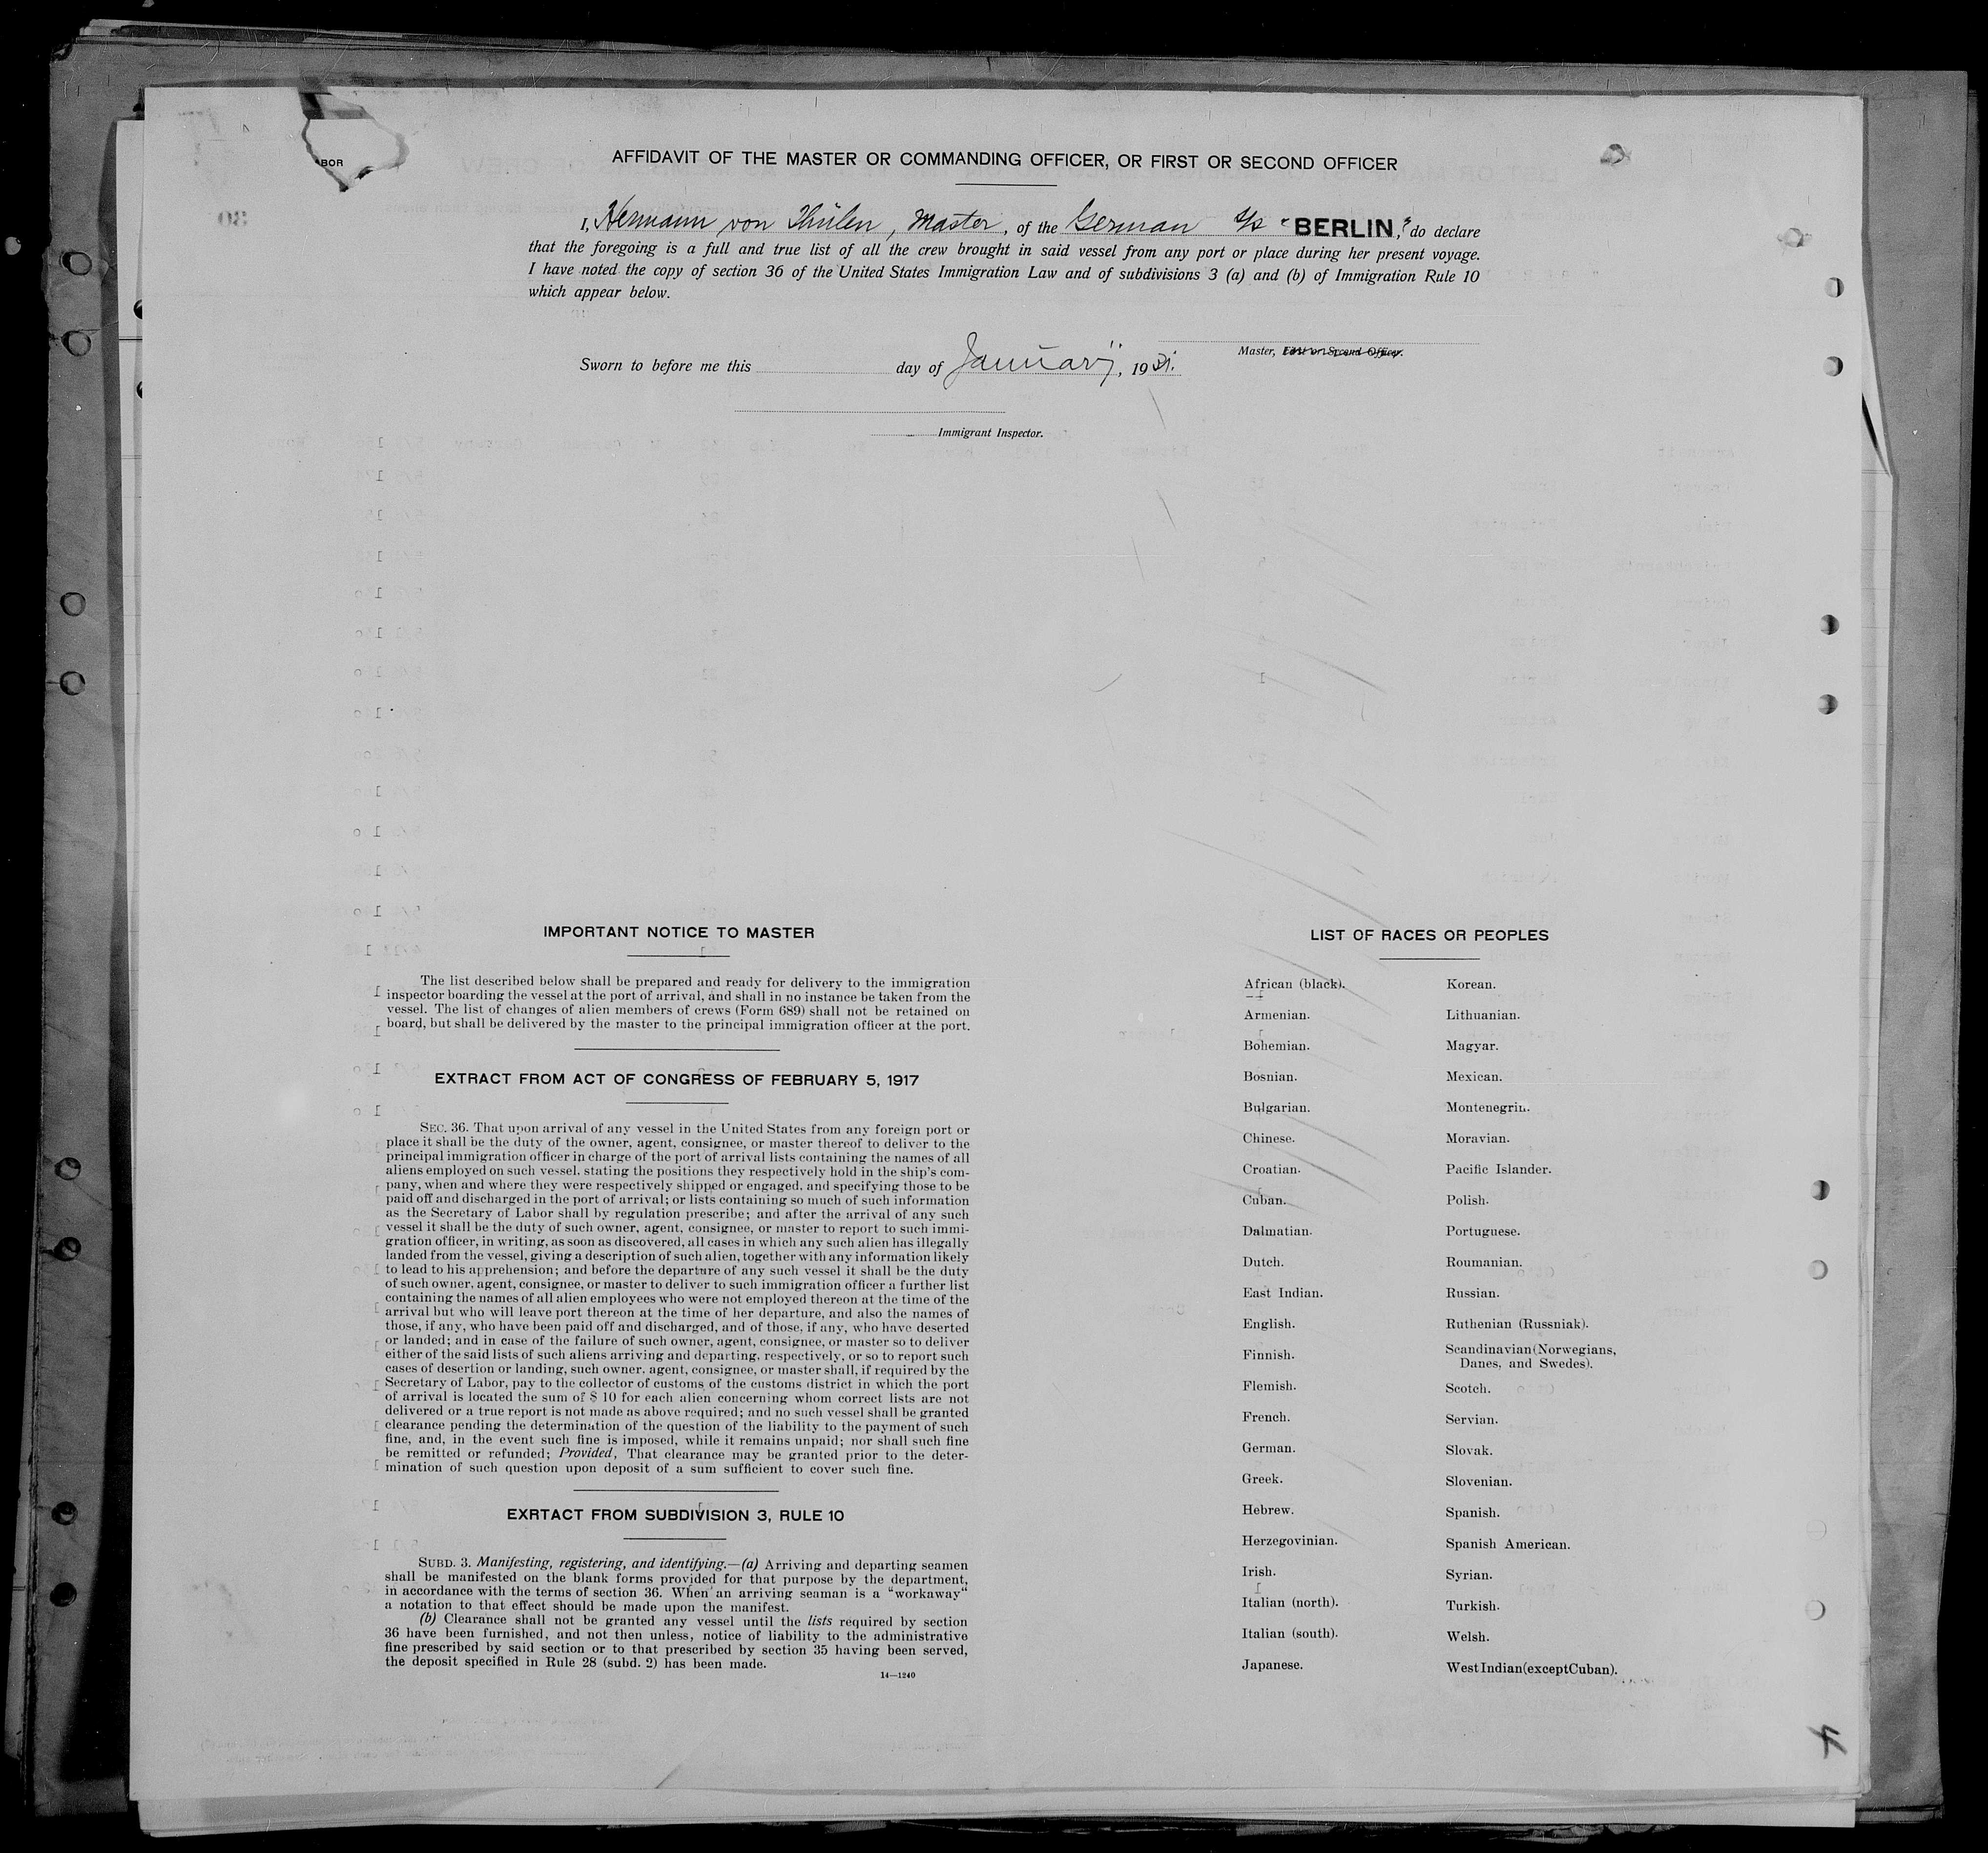 BOR
AFFIDAVIT OF THE MASTER OR COMMANDING OFFICER, OR FIRST OR SECOND OFFICER
I, Hermann von Thülen, Master, of the German S/S "BERLIN," do declare
that the foregoing is a full and true list of all the crew brought in said vessel from any port or place during her present voyage.
I have noted the copy of section 36 of the United States Immigration Law and of subdivisions 3 (a) and (b) of Immigration Rule 10
which appear below.
Master, First or Second Officer.
Sworn to before me this day of January, 1931.
Immigrant Inspector.
IMPORTANT NOTICE TO MASTER
The list described below shall be prepared and ready for delivery to the immigration
inspector boarding the vessel at the port of arrival, and shall in no instance be taken from the
vessel. The list of changes of alien members of crews (Form 689) shall not be retained on
board, but shall be delivered by the master to the principal immigration officer at the port.
EXTRACT FROM ACT OF CONGRESS OF FEBRUARY 5, 1917
SEC. 36. That upon arrival of any vessel in the United States from any foreign port or
place it shall be the duty of the owner, agent, consignee, or master thereof to deliver to the
principal immigration officer in charge of the port of arrival lists containing the names of all
aliens employed on such vessel, stating the positions they respectively hold in the ship's com-
pany, when and where they were respectively shipped or engaged, and specifying those to be
paid off and discharged in the port of arrival; or lists containing so much of such information
as the Secretary of Labor shall by regulation prescribe; and after the arrival of any such
vessel it shall be the duty of such owner, agent, consignee, or master to report to such immi-
gration officer, in writing, as soon as discovered, all cases in which any such alien has illegally
landed from the vessel, giving a description of such alien, together with any information likely
to lead to his apprehension; and before the departure of any such vessel it shall be the duty
of such owner, agent, consignee, or master to deliver to such immigration officer a further list
containing the names of all alien employees who were not employed thereon at the time of the
arrival but who will leave port thereon at the time of her departure, and also the names of
those, if any, who have been paid off and discharged, and of those, if any, who have deserted
or landed; and in case of the failure of such owner, agent, consignee, or master so to deliver
either of the said lists of such aliens arriving and departing, respectively, or so to report such
cases of desertion or landing, such owner, agent, consignee, or master shall, if required by the
Secretary of Labor, pay to the collector of customs of the customs district in which the port
of arrival is located the sum of $ 10 for each alien concerning whom correct lists are not
delivered or a true report is not made as above required; and no such vessel shall be granted
clearance pending the determination of the question of the liability to the payment of such
fine, and, in the event such fine is imposed, while it remains unpaid; nor shall such fine
be remitted or refunded; Provided, That clearance may be granted prior to the deter-
mination of such question upon deposit of a sum sufficient to cover such fine.
EXRTACT FROM SUBDIVISION 3, RULE 10
SUBD. 3. Manifesting, registering, and identifying.—(a) Arriving and departing seamen
shall be manifested on the blank forms provided for that purpose by the department,
in accordance with the terms of section 36. When an arriving seaman is a "workaway"
a notation to that effect should be made upon the manifest.
(b) Clearance shall not be granted any vessel until the lists required by section
36 have been furnished, and not then unless, notice of liability to the administrative
fine prescribed by said section or to that prescribed by section 35 having been served,
the deposit specified in Rule 28 (subd. 2) has been made.
14—1240
LIST OF RACES OR PEOPLES
African (black).
Armenian.
Bohemian.
Bosnian.
Bulgarian.
Chinese.
Croatian.
Cuban.
Dalmatian.
Dutch.
East Indian.
English.
Finnish.
Flemish.
French.
German.
Greek.
Hebrew.
Herzegovinian.
Irish.
Italian (north).
Italian (south).
Japanese.
Korean.
Lithuanian.
Magyar.
Mexican.
Montenegrin.
Moravian.
Pacific Islander.
Polish.
Portuguese.
Roumanian.
Russian.
Ruthenian (Russniak).
Scandinavian (Norwegians,
Danes, and Swedes).
Scotch.
Servian.
Slovak.
Slovenian.
Spanish.
Spanish American.
Syrian.
Turkish.
Welsh.
West Indian (except Cuban).